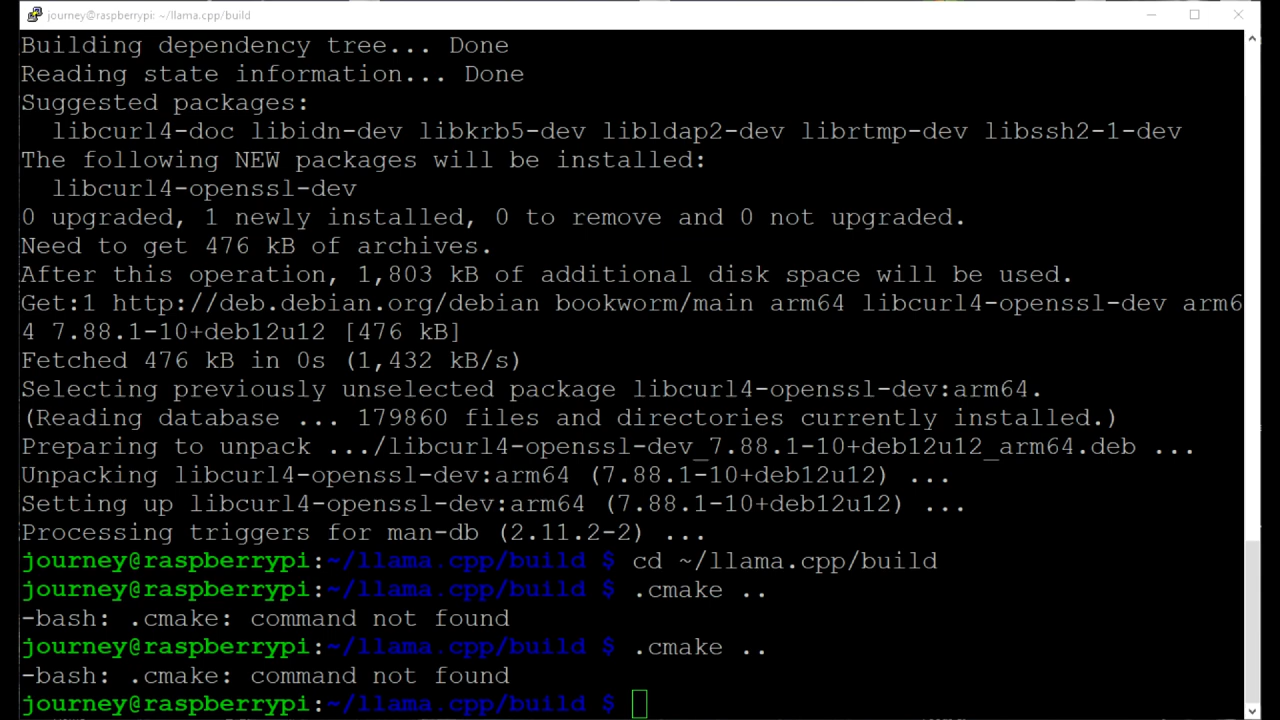 journey@raspberrypi: ~/llama.cpp/build
Building dependency tree... Done
Reading state information... Done
Suggested packages:
  libcurl4-doc libidn-dev libkrb5-dev libldap2-dev librtmp-dev libssh2-1-dev
The following NEW packages will be installed:
  libcurl4-openssl-dev
0 upgraded, 1 newly installed, 0 to remove and 0 not upgraded.
Need to get 476 kB of archives.
After this operation, 1,803 kB of additional disk space will be used.
Get:1 http://deb.debian.org/debian bookworm/main arm64 libcurl4-openssl-dev arm6
4 7.88.1-10+deb12u12 [476 kB]
Fetched 476 kB in 0s (1,432 kB/s)
Selecting previously unselected package libcurl4-openssl-dev:arm64.
(Reading database ... 179860 files and directories currently installed.)
Preparing to unpack .../libcurl4-openssl-dev_7.88.1-10+deb12u12_arm64.deb ...
Unpacking libcurl4-openssl-dev:arm64 (7.88.1-10+deb12u12) ...
Setting up libcurl4-openssl-dev:arm64 (7.88.1-10+deb12u12) ...
Processing triggers for man-db (2.11.2-2) ...
journey@raspberrypi:~/llama.cpp/build $ cd ~/llama.cpp/build
journey@raspberrypi:~/llama.cpp/build $ .cmake ..
-bash: .cmake: command not found
journey@raspberrypi:~/llama.cpp/build $ .cmake ..
-bash: .cmake: command not found
journey@raspberrypi:~/llama.cpp/build $